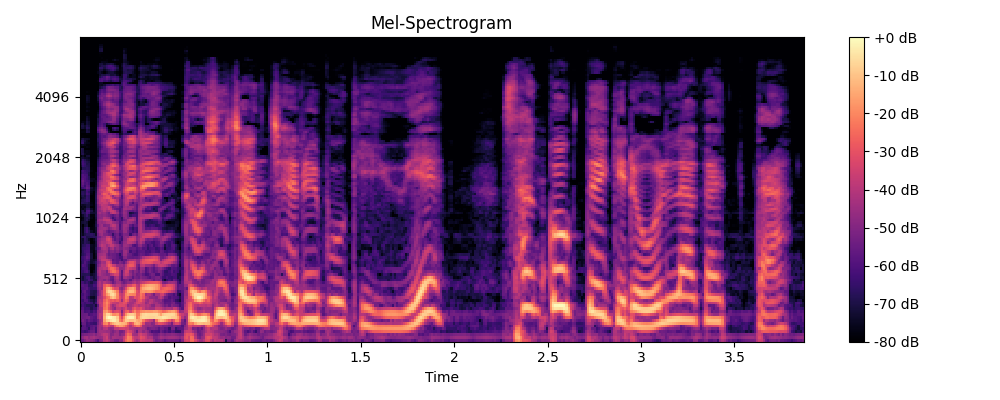 Mel-Spectrogram
Hz
4096
2048
1024
512
0
0 0.5 1 1.5 2 2.5 3 3.5
Time
+0 dB
-10 dB
-20 dB
-30 dB
-40 dB
-50 dB
-60 dB
-70 dB
-80 dB